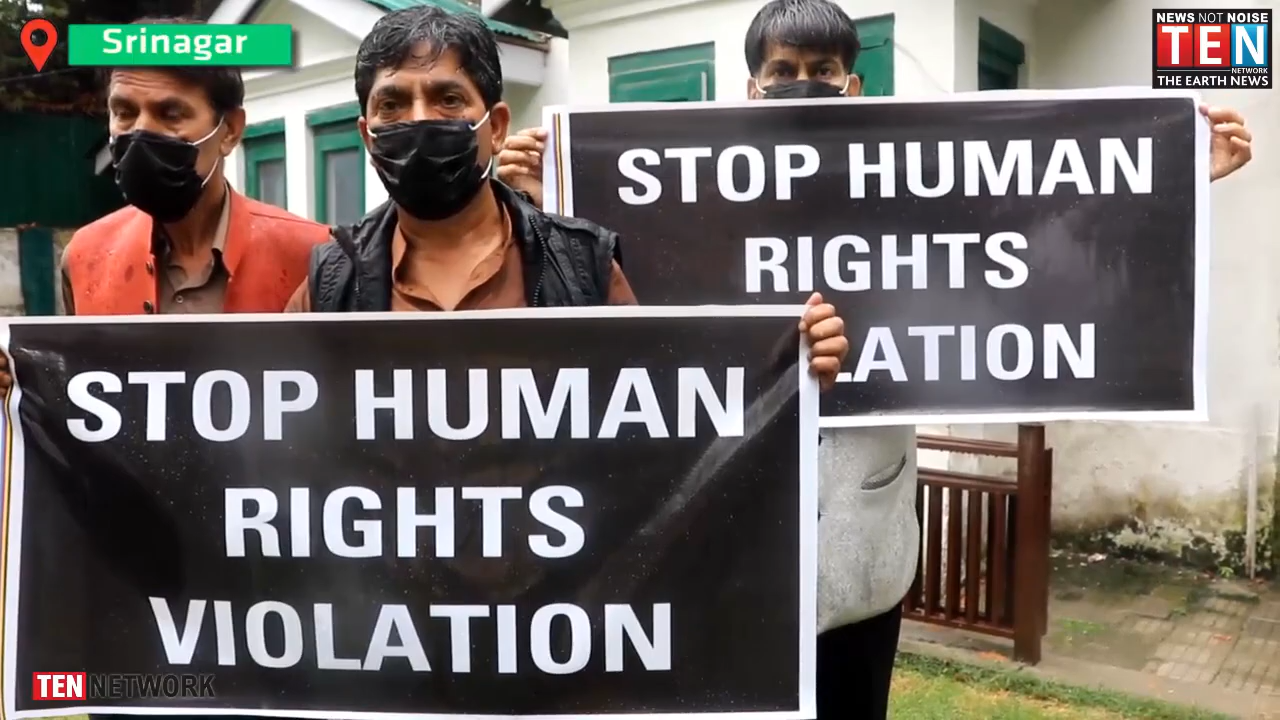 Srinagar
NEWS NOT NOISE
TEN
NETWORK
THE EARTH NEWS
STOP HUMAN
RIGHTS
LATION
STOP HUMAN
RIGHTS
VIOLATION
TEN NETWORK